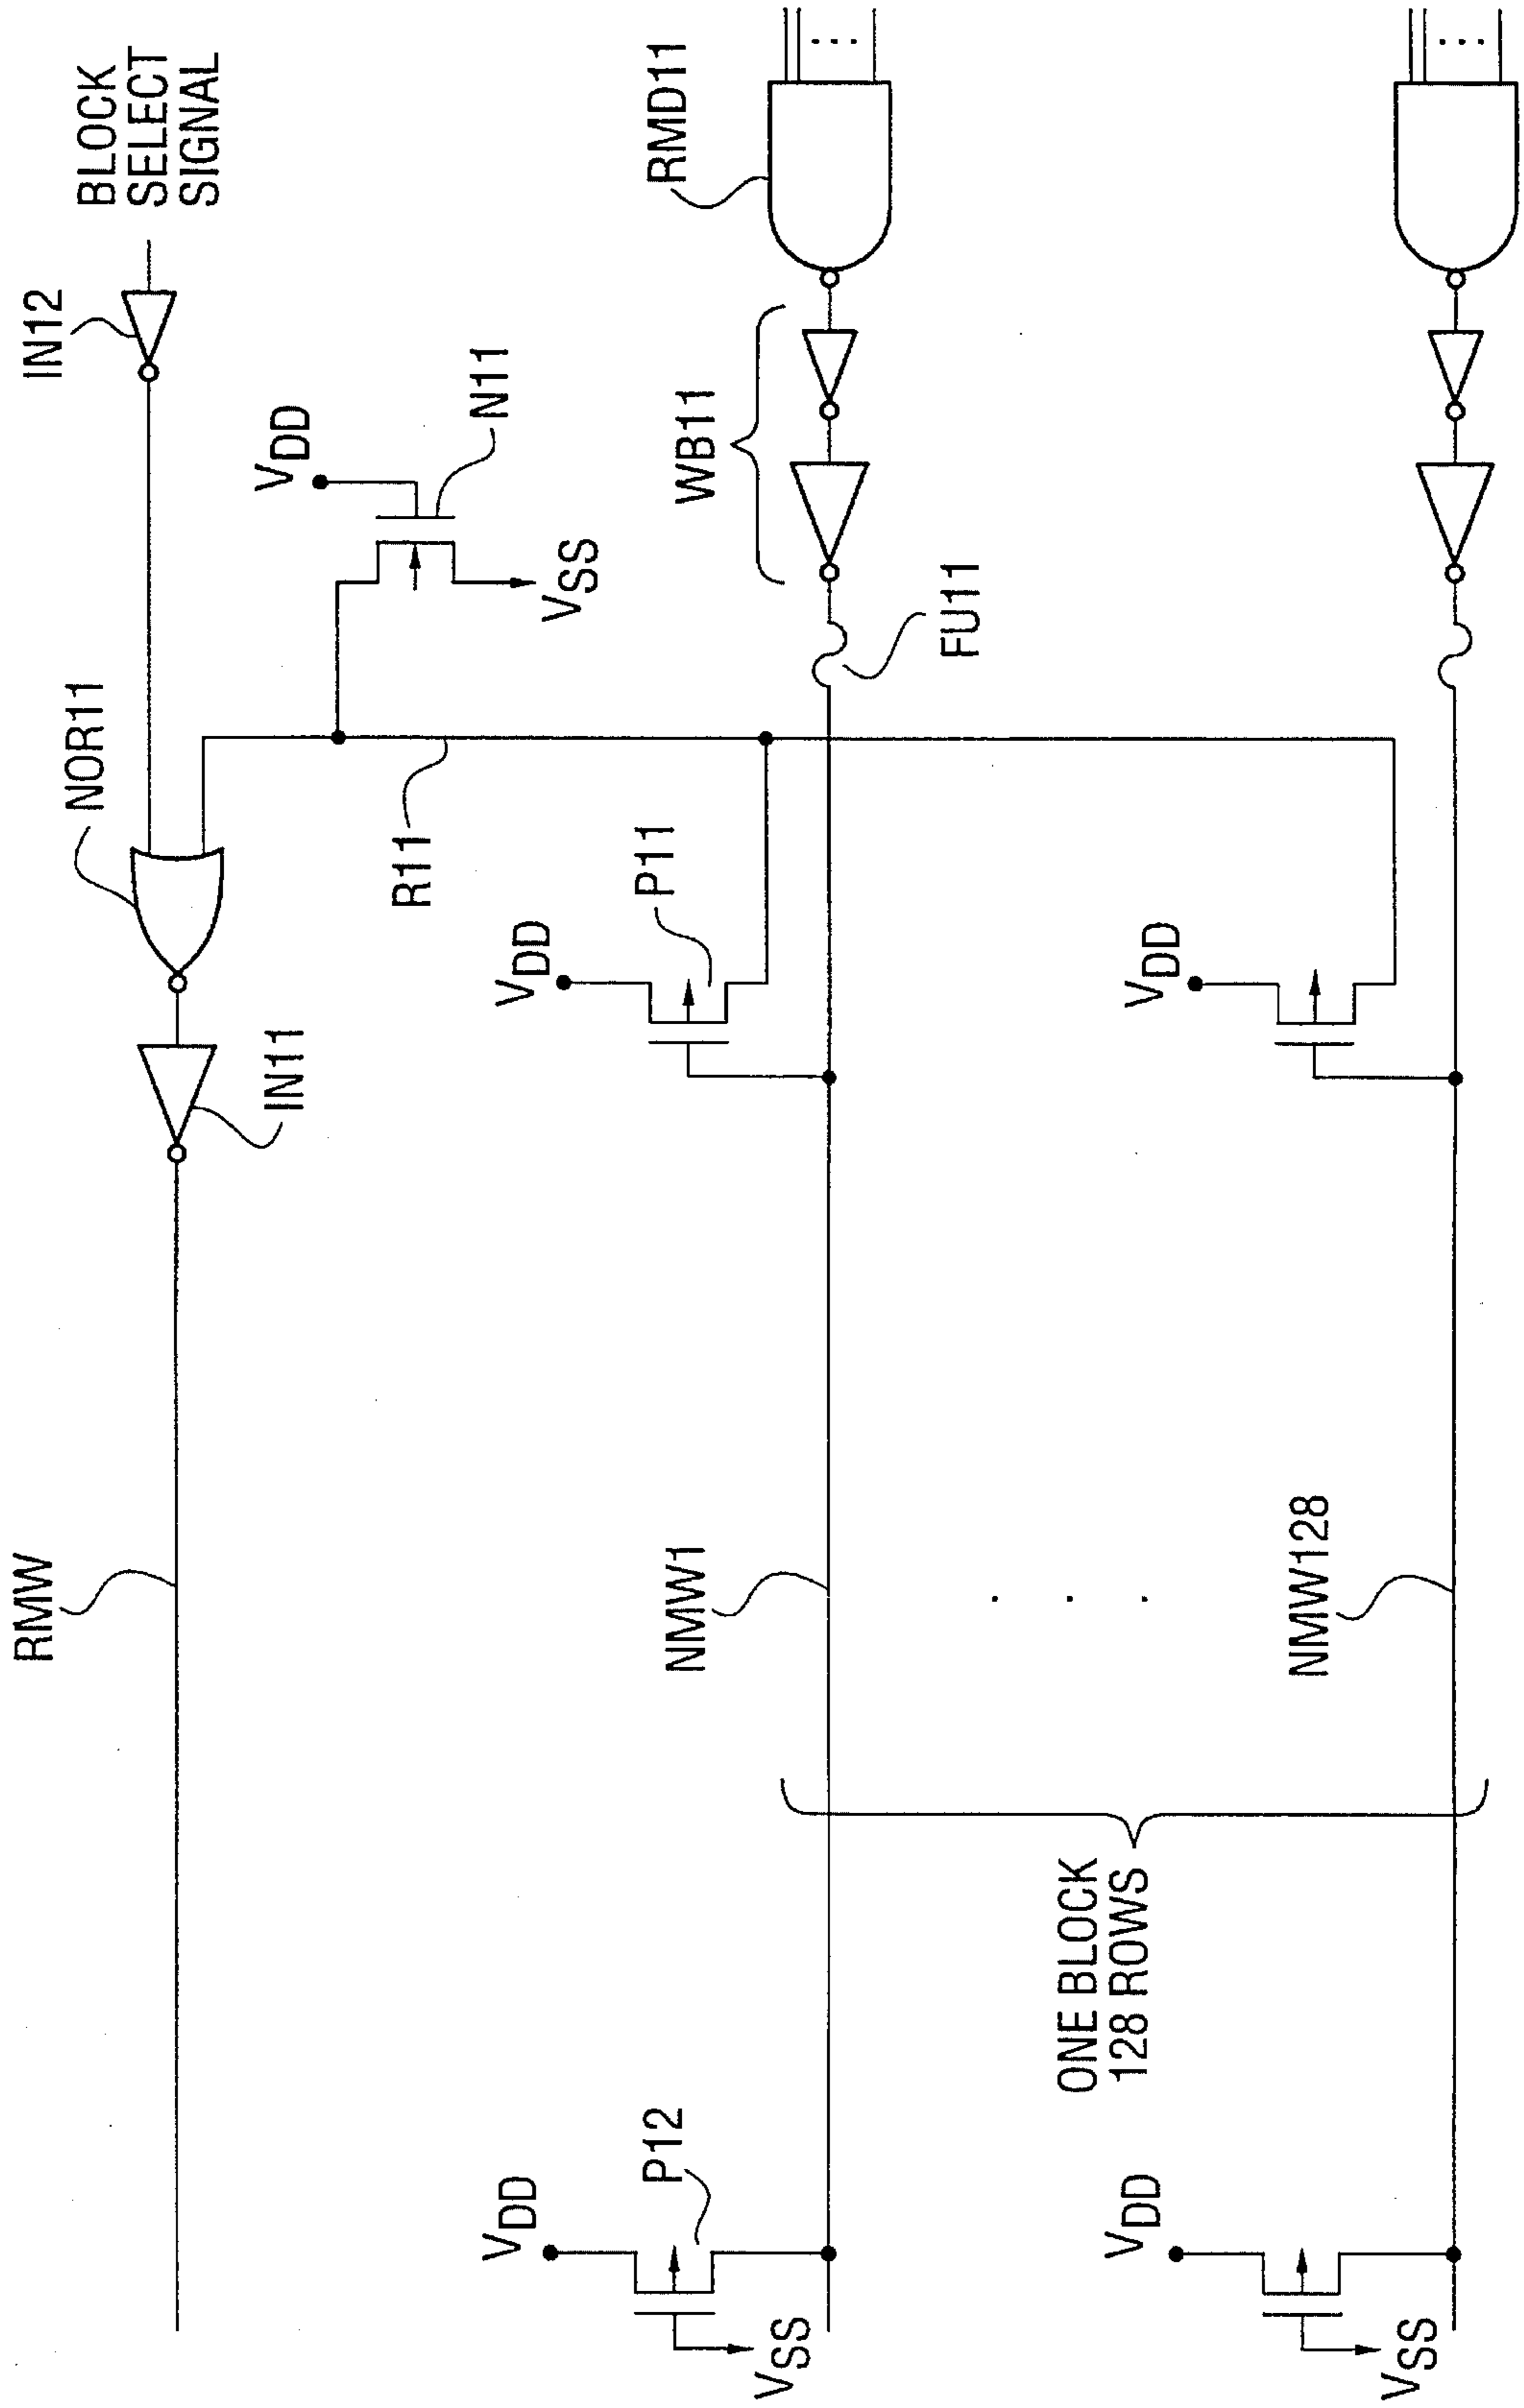 RMW
IN12
NOR11
BLOCK
SELECT
SIGNAL
IN11
VDD
R11
N11
VDD
VDD
VSS
P12
P11
RMD11
NMW1
WB11
VSS
FU11
ONE BLOCK
128 ROWS
VDD
VDD
NMW128
VSS